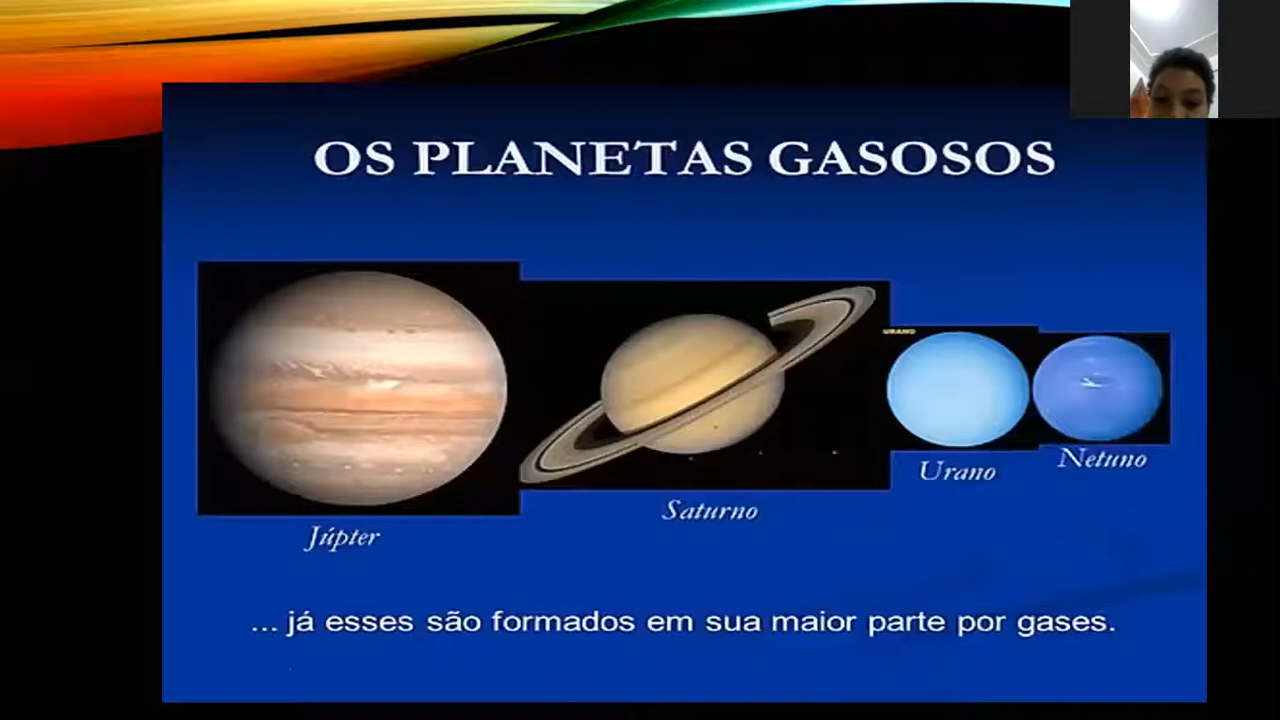 OS PLANETAS GASOSOS
URANO
Júpter
Saturno
Urano
Netuno
... já esses são formados em sua maior parte por gases.